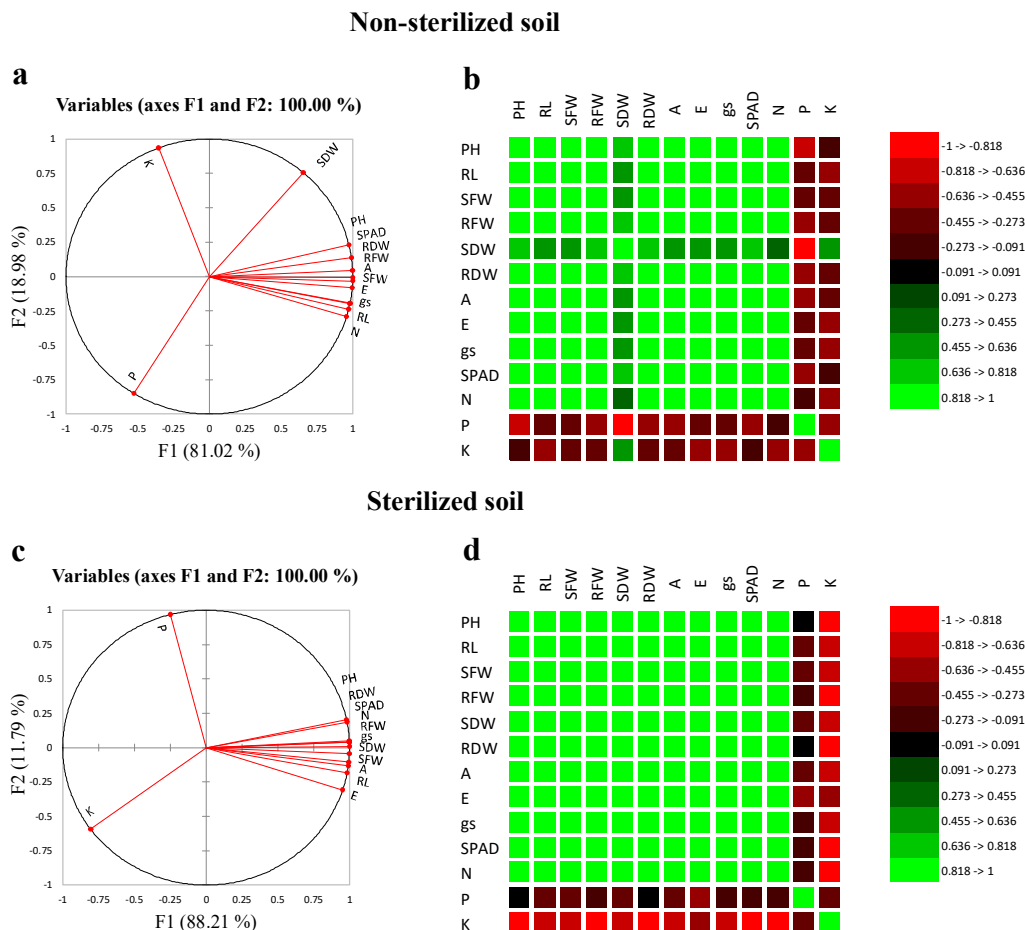 Non-sterilized soil
a
Variables (axes F1 and F2: 100.00 %)
F2 (18.98 %)
1
0.75
0.5
0.25
0
-0.25
-0.5
-0.75
-1
K
SDW
PH
SPAD
RDW
RFW
A
SFW
E
gs
RL
N
P
-1 -0.75 -0.5 -0.25 0 0.25 0.5 0.75 1
F1 (81.02 %)
b
PH RL SFW RFW SDW RDW A E gs SPAD N P K
PH
RL
SFW
RFW
SDW
RDW
A
E
gs
SPAD
N
P
K
-1 -> -0.818
-0.818 -> -0.636
-0.636 -> -0.455
-0.455 -> -0.273
-0.273 -> -0.091
-0.091 -> 0.091
0.091 -> 0.273
0.273 -> 0.455
0.455 -> 0.636
0.636 -> 0.818
0.818 -> 1
Sterilized soil
c
Variables (axes F1 and F2: 100.00 %)
F2 (11.79 %)
1
0.75
0.5
0.25
0
-0.25
-0.5
-0.75
-1
P
PH
RDW
SPAD
N
RFW
gs
SDW
SFW
A
RL
E
K
-1 -0.75 -0.5 -0.25 0 0.25 0.5 0.75 1
F1 (88.21 %)
d
PH RL SFW RFW SDW RDW A E gs SPAD N P K
PH
RL
SFW
RFW
SDW
RDW
A
E
gs
SPAD
N
P
K
-1 -> -0.818
-0.818 -> -0.636
-0.636 -> -0.455
-0.455 -> -0.273
-0.273 -> -0.091
-0.091 -> 0.091
0.091 -> 0.273
0.273 -> 0.455
0.455 -> 0.636
0.636 -> 0.818
0.818 -> 1